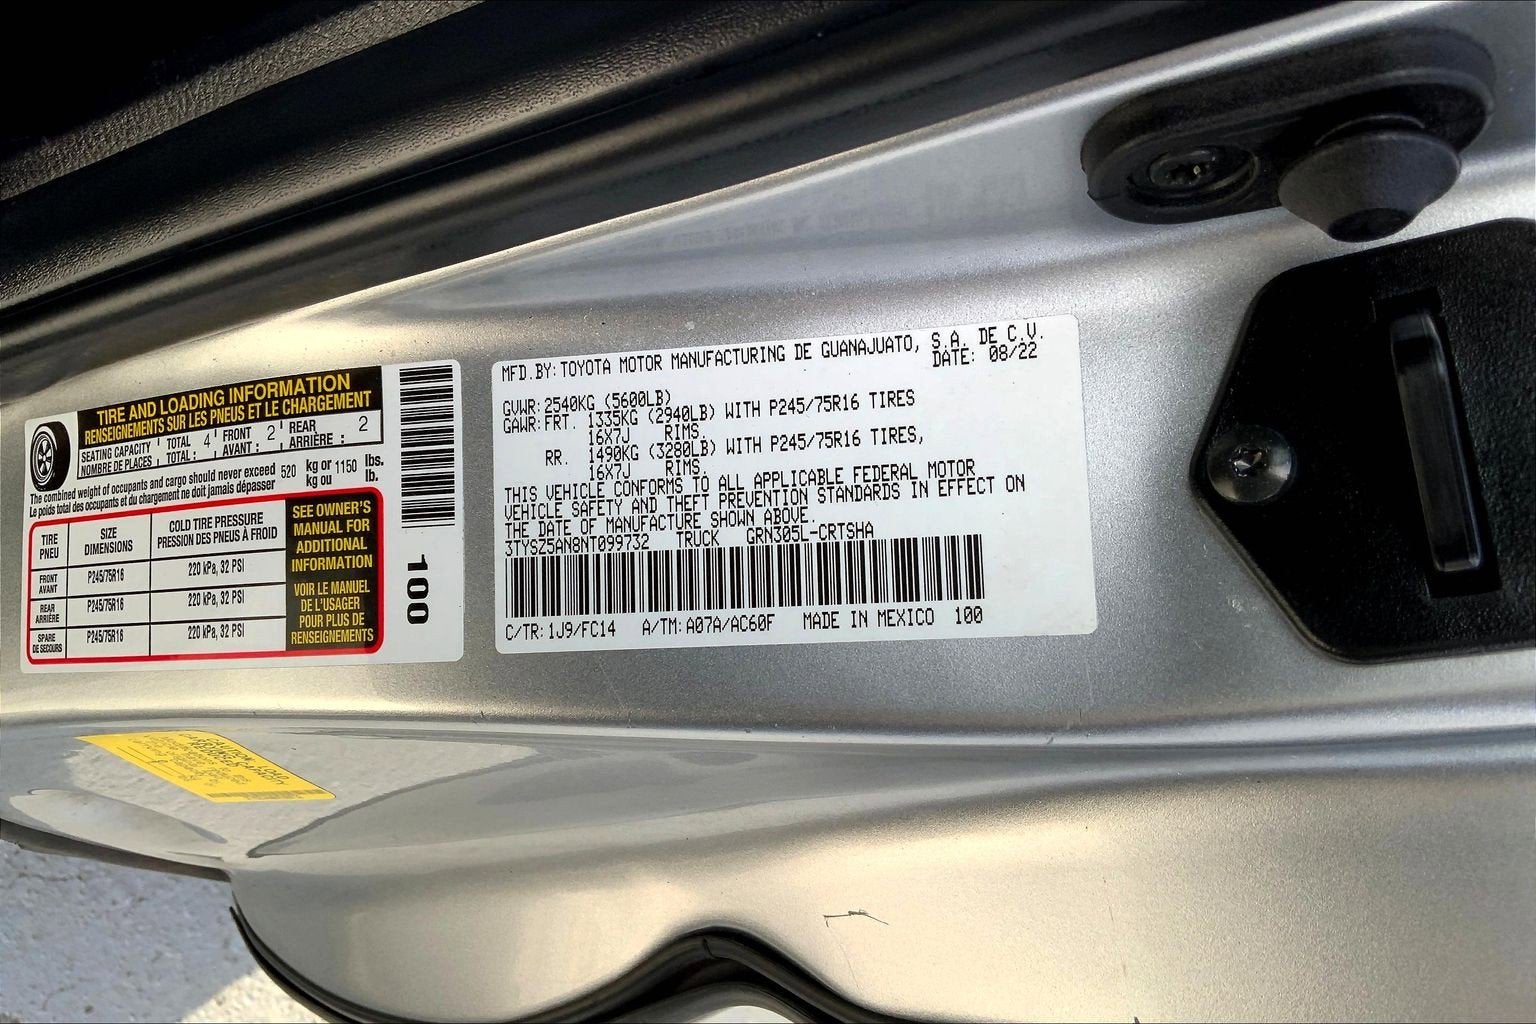 TIRE AND LOADING INFORMATION
RENSEIGNEMENTS SUR LES PNEUS ET LE CHARGEMENT
SEATING CAPACITY TOTAL 4 FRONT 2 REAR 2
NOMBRE DE PLACES TOTAL : AVANT : ARRIÈRE :
The combined weight of occupants and cargo should never exceed 520 kg or 1150 lbs.
Le poids total des occupants et du chargement ne doit jamais dépasser kg ou lb.
TIRE SIZE COLD TIRE PRESSURE
PNEU DIMENSIONS PRESSION DES PNEUS À FROID
FRONT AVANT P245/75R16 220 kPa, 32 PSI
REAR ARRIÈRE P245/75R16 220 kPa, 32 PSI
SPARE DE SECOURS P245/75R16 220 kPa, 32 PSI
SEE OWNER'S
MANUAL FOR
ADDITIONAL
INFORMATION
VOIR LE MANUEL
DE L'USAGER
POUR PLUS DE
RENSEIGNEMENTS
100
MFD.BY: TOYOTA MOTOR MANUFACTURING DE GUANAJUATO, S.A. DE C.V.
DATE: 08/22
GVWR: 2540KG (5600LB)
GAWR: FRT. 1335KG (2940LB) WITH P245/75R16 TIRES
16X7J RIMS.
RR. 1490KG (3280LB) WITH P245/75R16 TIRES,
16X7J RIMS.
THIS VEHICLE CONFORMS TO ALL APPLICABLE FEDERAL MOTOR
VEHICLE SAFETY AND THEFT PREVENTION STANDARDS IN EFFECT ON
THE DATE OF MANUFACTURE SHOWN ABOVE.
3TYSZ5AN8NT099732 TRUCK GRN305L-CRTSHA
C/TR: 1J9/FC14 A/TM: A07A/AC60F MADE IN MEXICO 100